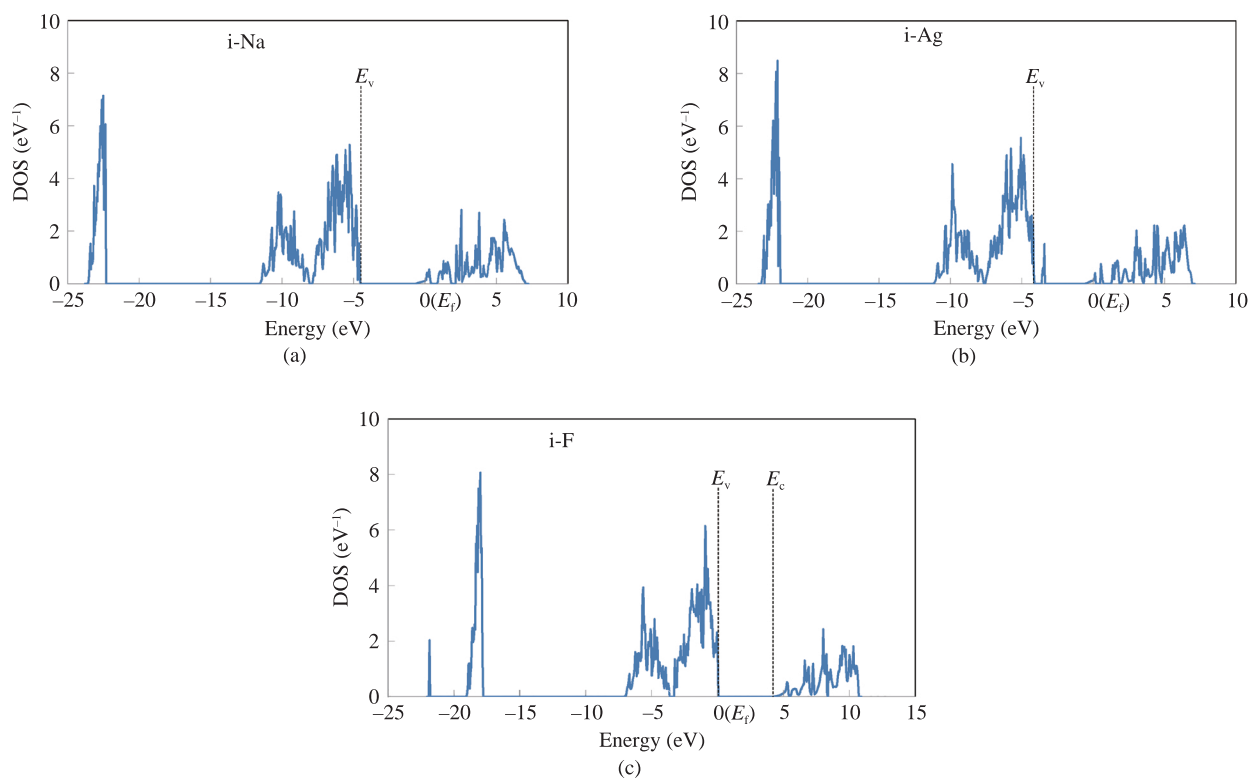 10
8
6
4
2
0
DOS (eV⁻¹)
i-Na
Eᵥ
–25 –20 –15 –10 –5 0(E_f) 5 10
Energy (eV)
(a)
10
8
6
4
2
0
DOS (eV⁻¹)
i-Ag
Eᵥ
–25 –20 –15 –10 –5 0(E_f) 5 10
Energy (eV)
(b)
10
8
6
4
2
0
DOS (eV⁻¹)
i-F
Eᵥ E_c
–25 –20 –15 –10 –5 0(E_f) 5 10 15
Energy (eV)
(c)